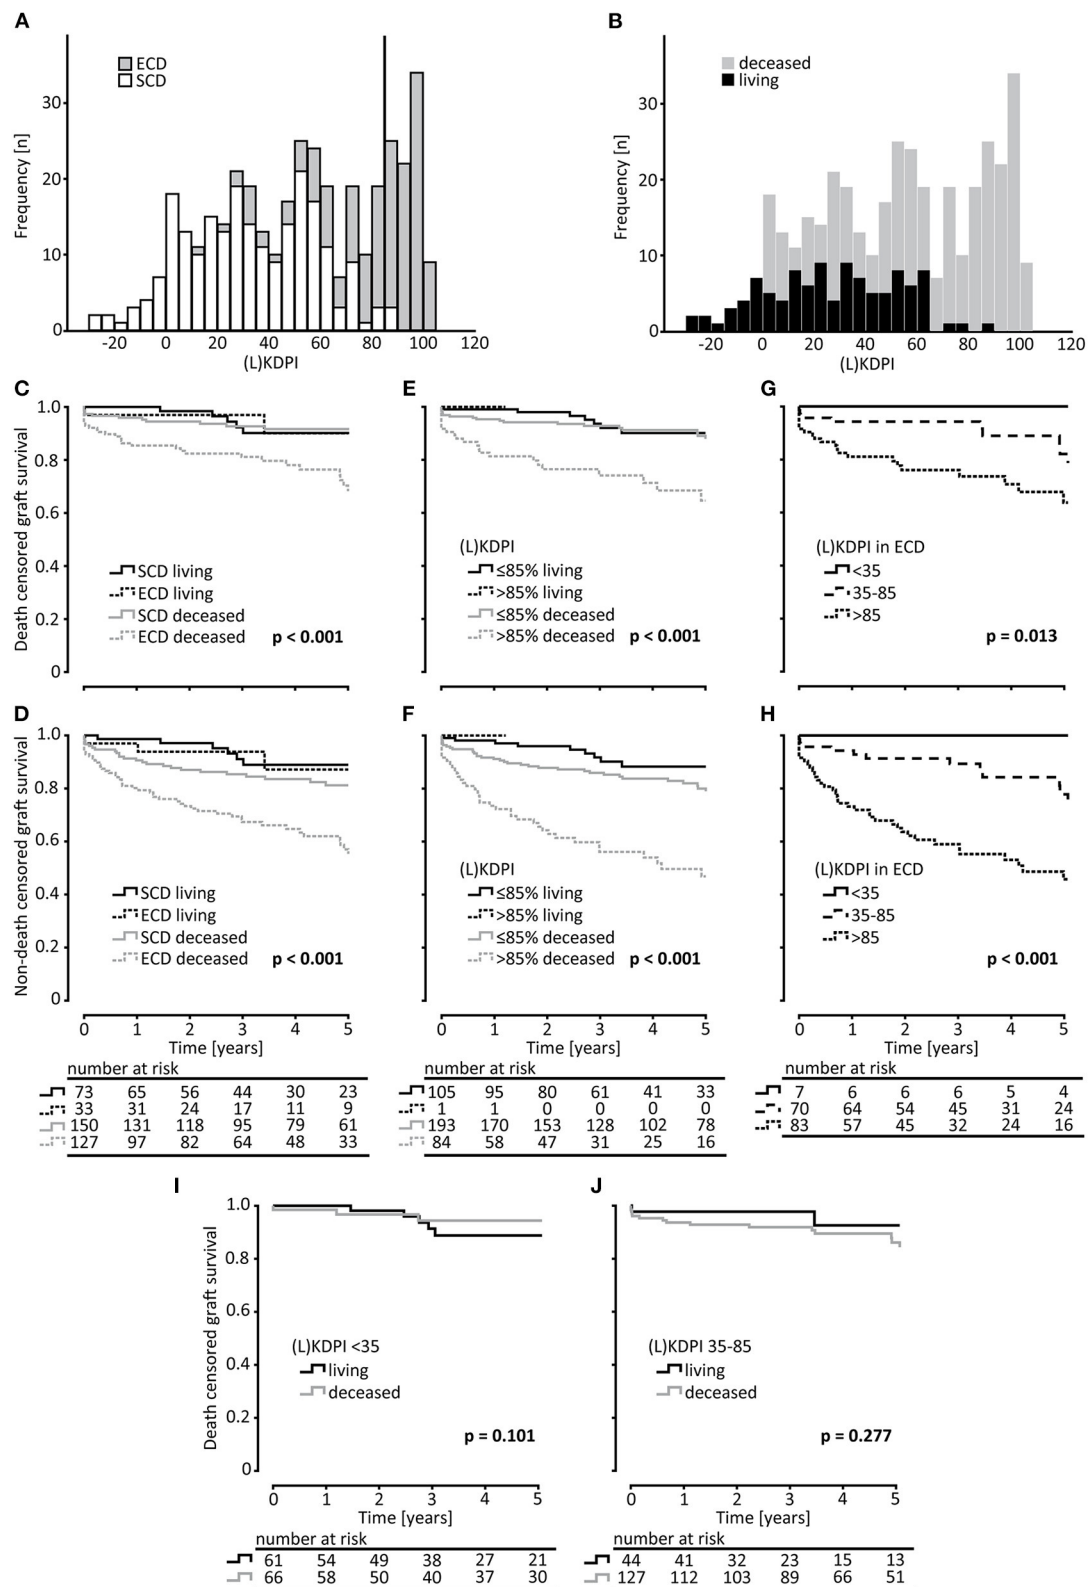 A
B
ECD
SCD
deceased
living
Frequency [n]
30
20
10
0
-20 0 20 40 60 80 100 120
(L)KDPI
Frequency [n]
30
20
10
0
-20 0 20 40 60 80 100 120
(L)KDPI
C
E
G
Death censored graft survival
1.0
0.8
0.6
0.4
0.2
0
SCD living
ECD living
SCD deceased
ECD deceased
p < 0.001
(L)KDPI
≤85% living
>85% living
≤85% deceased
>85% deceased
p < 0.001
(L)KDPI in ECD
<35
35-85
>85
p = 0.013
D
F
H
Non-death censored graft survival
1.0
0.8
0.6
0.4
0.2
0
SCD living
ECD living
SCD deceased
ECD deceased
p < 0.001
0 1 2 3 4 5
Time [years]
(L)KDPI
≤85% living
>85% living
≤85% deceased
>85% deceased
p < 0.001
0 1 2 3 4 5
Time [years]
(L)KDPI in ECD
<35
35-85
>85
p < 0.001
0 1 2 3 4 5
Time [years]
number at risk
73 65 56 44 30 23
33 31 24 17 11 9
150 131 118 95 79 61
127 97 82 64 48 33
number at risk
105 95 80 61 41 33
1 1 0 0 0 0
193 170 153 128 102 78
84 58 47 31 25 16
number at risk
7 6 6 6 5 4
70 64 54 45 31 24
83 57 45 32 24 16
I
J
Death censored graft survival
1.0
0.8
0.6
0.4
0.2
0
(L)KDPI <35
living
deceased
p = 0.101
0 1 2 3 4 5
Time [years]
(L)KDPI 35-85
living
deceased
p = 0.277
0 1 2 3 4 5
Time [years]
number at risk
61 54 49 38 27 21
66 58 50 40 37 30
number at risk
44 41 32 23 15 13
127 112 103 89 66 51